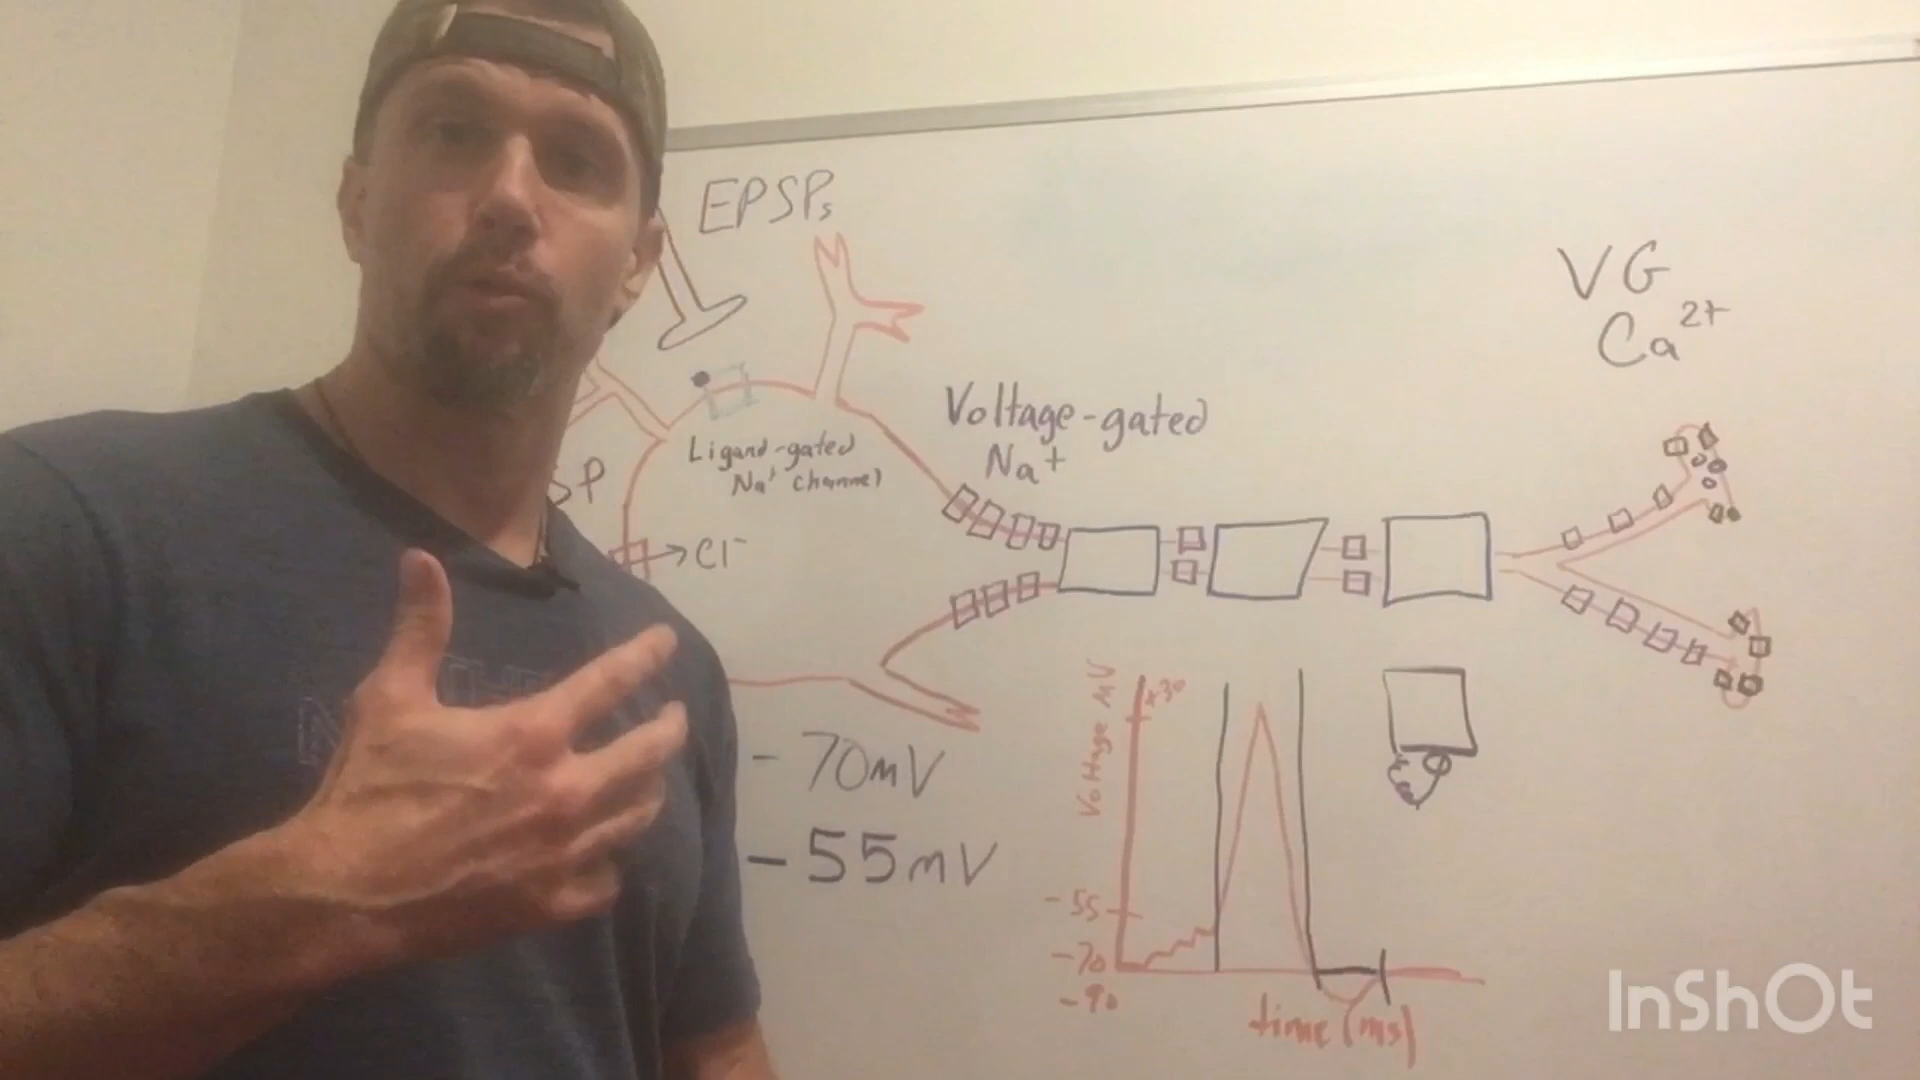 EPSPs
VG
Ca2+
Voltage-gated
Na+
Ligand-gated
Na+ channel
SP
Cl-
- 70mV
- 55mV
Voltage MV
+30
-55
-70
-90
time (ms)
InShOt